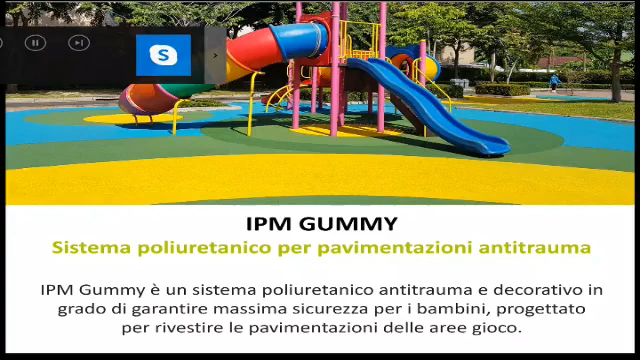 IPM GUMMY
Sistema poliuretanico per pavimentazioni antitrauma
IPM Gummy è un sistema poliuretanico antitrauma e decorativo in
grado di garantire massima sicurezza per i bambini, progettato
per rivestire le pavimentazioni delle aree gioco.